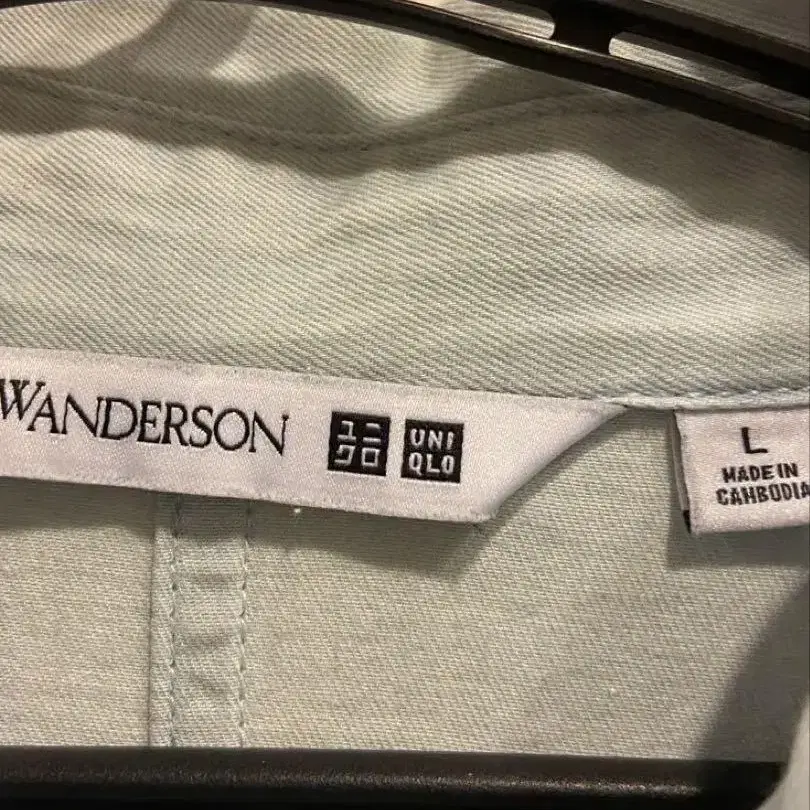 WANDERSON
ユニ
クロ
UNI
QLO
L
MADE IN
CAMBODIA